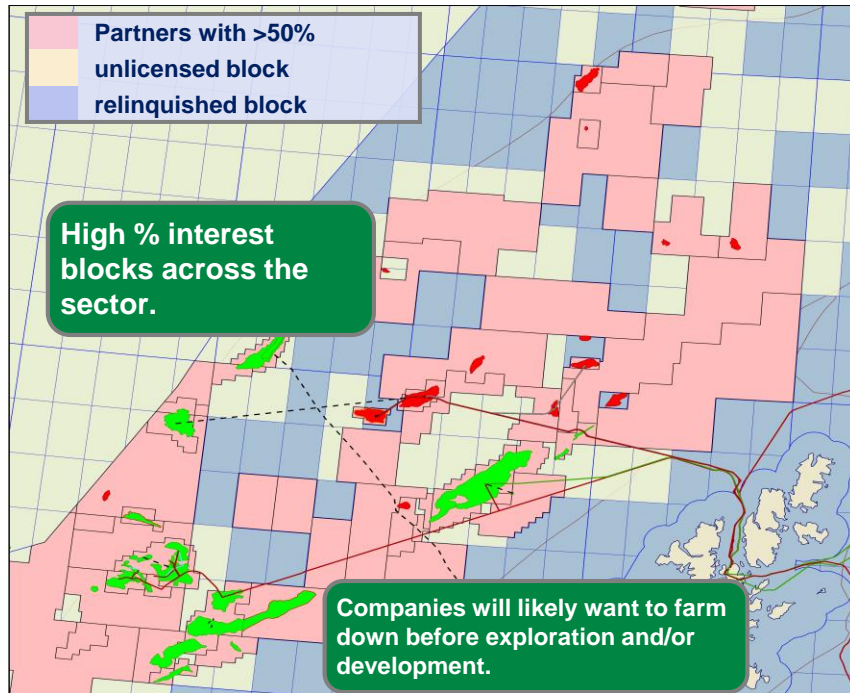 Partners with >50%
unlicensed block
relinquished block
High % interest
blocks across the
sector.
Companies will likely want to farm
down before exploration and/or
development.